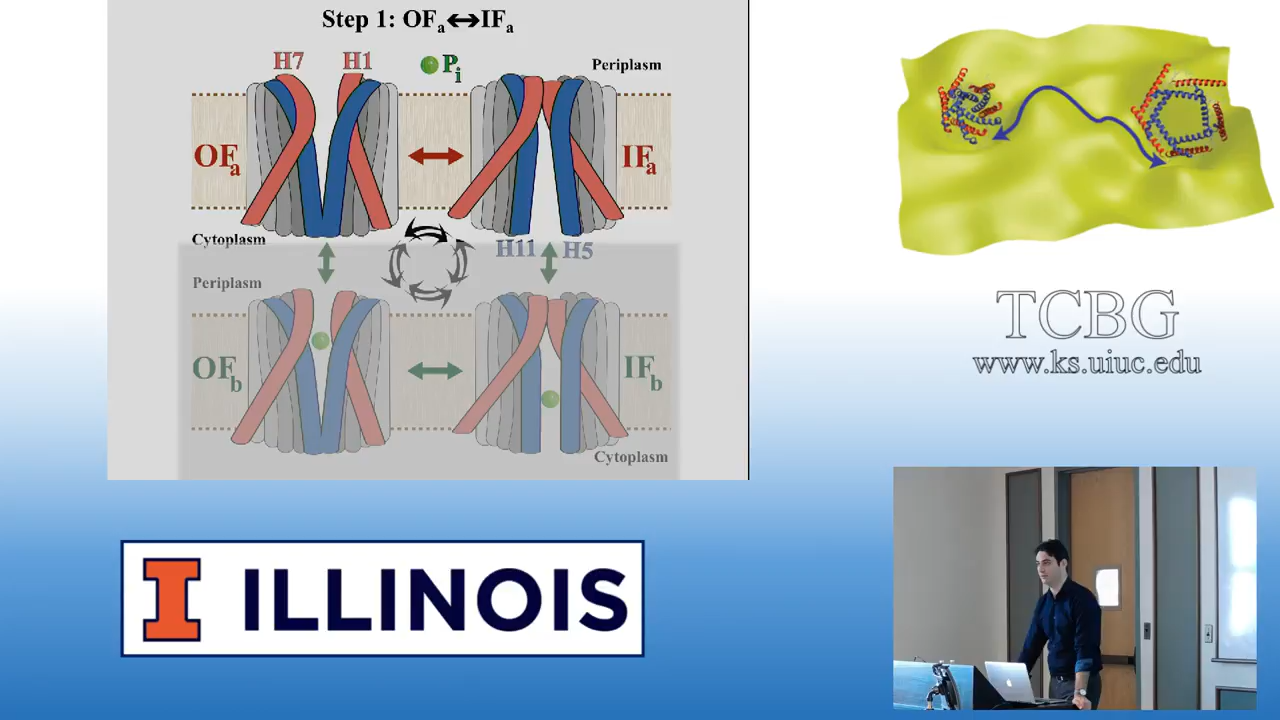 Step 1: OFa↔IFa
H7 H1 Pi Periplasm
OFa IFa
Cytoplasm H11 H5
Periplasm
OFb IFb
Cytoplasm
TCBG
www.ks.uiuc.edu
I ILLINOIS